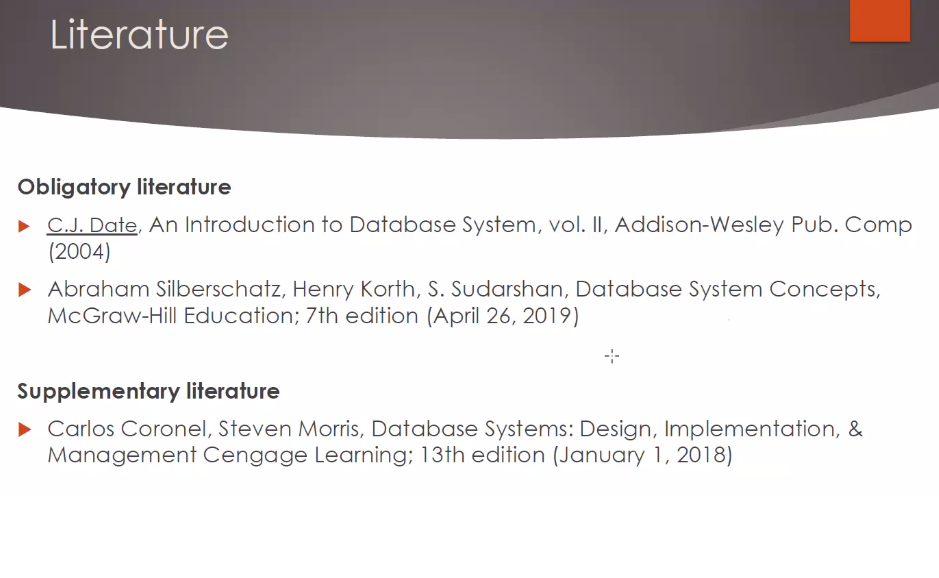 Literature
Obligatory literature
C.J. Date, An Introduction to Database System, vol. II, Addison-Wesley Pub. Comp
(2004)
Abraham Silberschatz, Henry Korth, S. Sudarshan, Database System Concepts,
McGraw-Hill Education; 7th edition (April 26, 2019)
Supplementary literature
Carlos Coronel, Steven Morris, Database Systems: Design, Implementation, &
Management Cengage Learning; 13th edition (January 1, 2018)